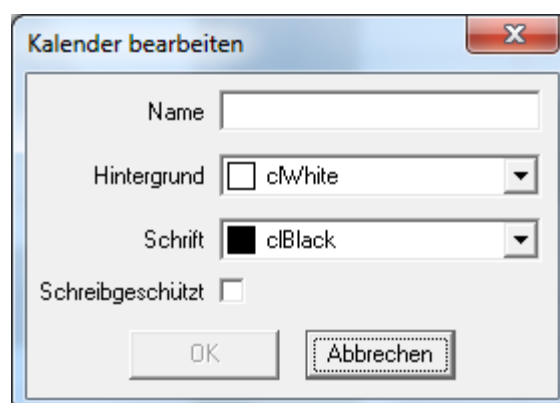 Kalender bearbeiten
Name
Hintergrund clWhite
Schrift clBlack
Schreibgeschützt
OK Abbrechen